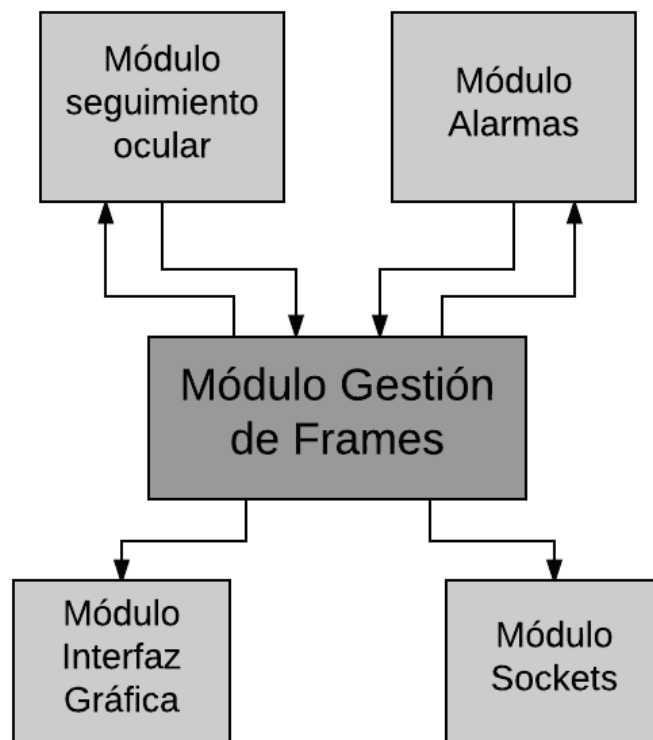 Módulo
seguimiento
ocular
Módulo
Alarmas
Módulo Gestión
de Frames
Módulo
Interfaz
Gráfica
Módulo
Sockets